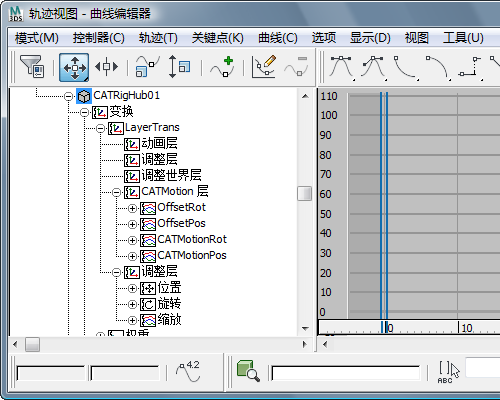 M
3DS
轨迹视图 - 曲线编辑器
模式(M) 控制器(C) 轨迹(T) 关键点(K) 曲线(C) 选项 显示(D) 视图 工具(U)
CATRigHub01
变换
LayerTrans
动画层
调整层
调整世界层
CATMotion 层
OffsetRot
OffsetPos
CATMotionRot
CATMotionPos
调整层
位置
旋转
缩放
权重
110
100
90
80
70
60
50
40
30
20
10
0
0 10
4.2
ABC